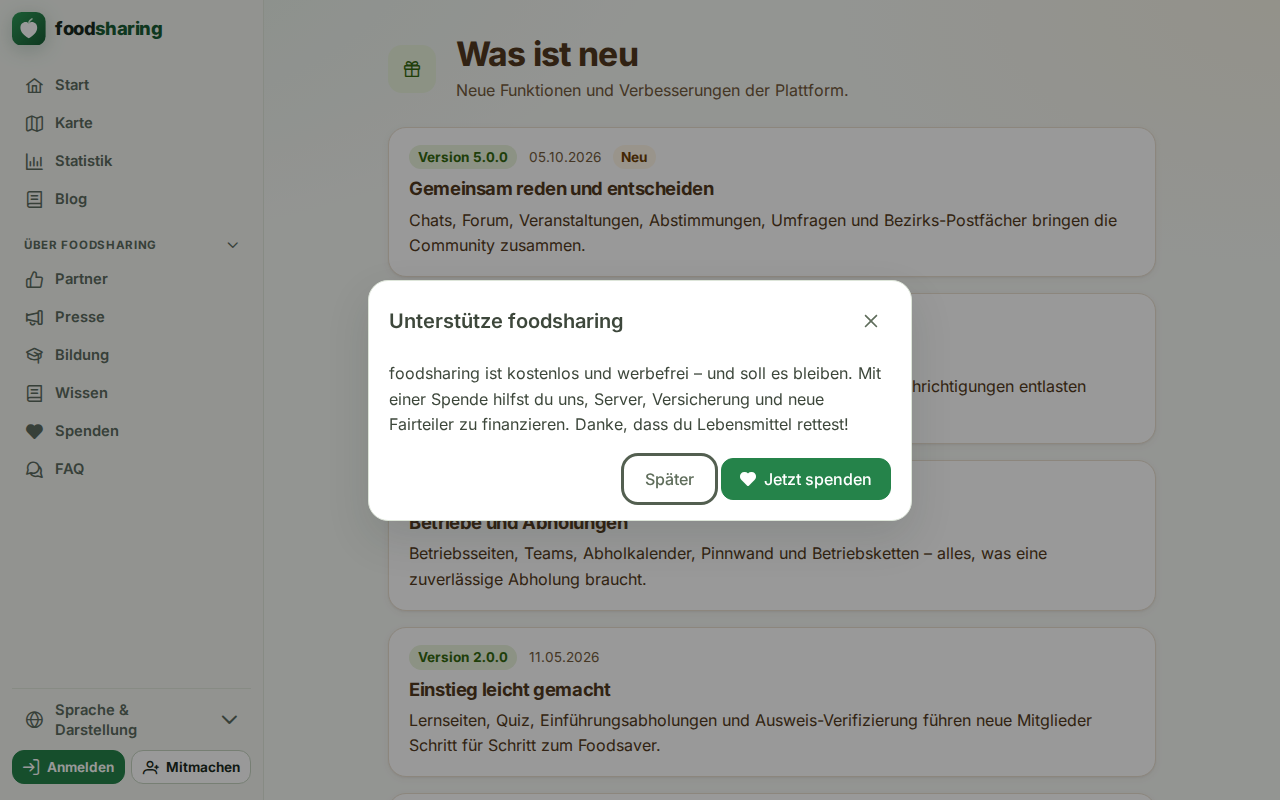 foodsharing
Start
Karte
Statistik
Blog
ÜBER FOODSHARING
Partner
Presse
Bildung
Wissen
Spenden
FAQ
Sprache &
Darstellung
Anmelden
Mitmachen
Was ist neu
Neue Funktionen und Verbesserungen der Plattform.
Version 5.0.0 05.10.2026 Neu
Gemeinsam reden und entscheiden
Chats, Forum, Veranstaltungen, Abstimmungen, Umfragen und Bezirks-Postfächer bringen die
Community zusammen.
Unterstütze foodsharing
foodsharing ist kostenlos und werbefrei – und soll es bleiben. Mit
einer Spende hilfst du uns, Server, Versicherung und neue
Fairteiler zu finanzieren. Danke, dass du Lebensmittel rettest!
Später
Jetzt spenden
entlasten
Betriebe und Abholungen
Betriebsseiten, Teams, Abholkalender, Pinnwand und Betriebsketten – alles, was eine
zuverlässige Abholung braucht.
Version 2.0.0 11.05.2026
Einstieg leicht gemacht
Lernseiten, Quiz, Einführungsabholungen und Ausweis-Verifizierung führen neue Mitglieder
Schritt für Schritt zum Foodsaver.